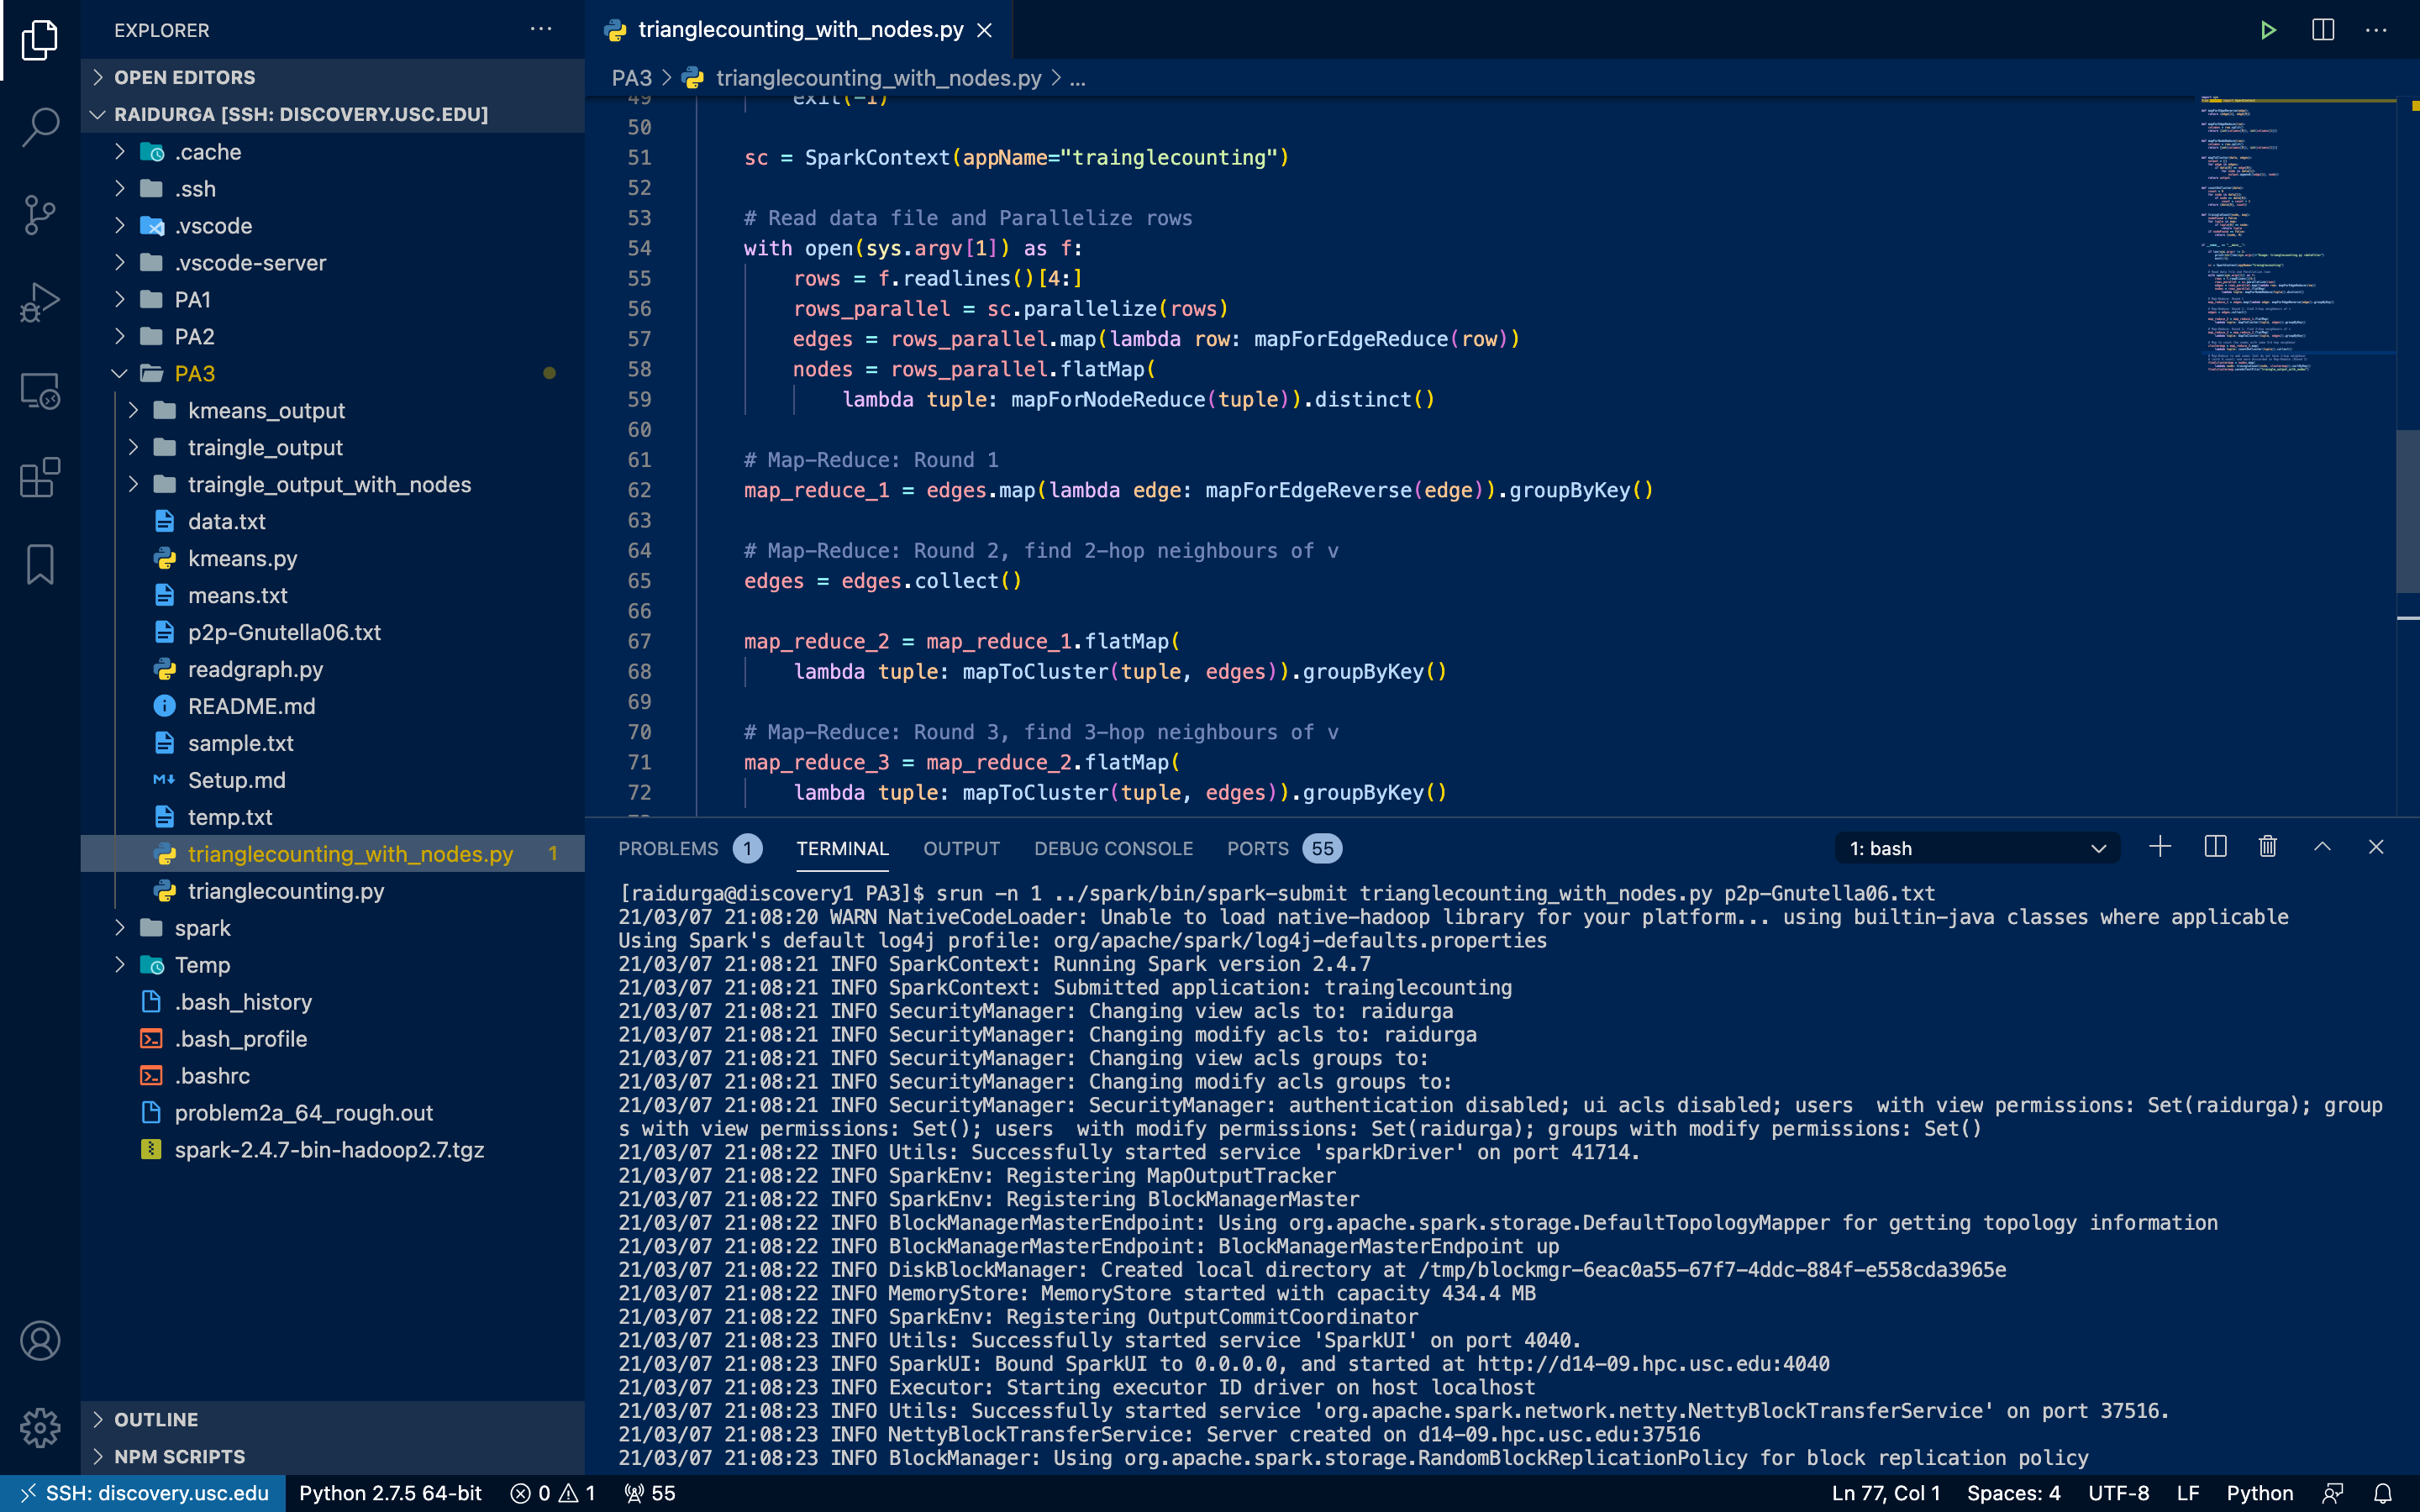 EXPLORER
OPEN EDITORS
RAIDURGA [SSH: DISCOVERY.USC.EDU]
.cache
.ssh
.vscode
.vscode-server
PA1
PA2
PA3
kmeans_output
traingle_output
traingle_output_with_nodes
data.txt
kmeans.py
means.txt
p2p-Gnutella06.txt
readgraph.py
README.md
sample.txt
Setup.md
temp.txt
trianglecounting_with_nodes.py 1
trianglecounting.py
spark
Temp
.bash_history
.bash_profile
.bashrc
problem2a_64_rough.out
spark-2.4.7-bin-hadoop2.7.tgz
OUTLINE
NPM SCRIPTS
trianglecounting_with_nodes.py
PA3 > trianglecounting_with_nodes.py > ...
49 exit(-1)
50
51 sc = SparkContext(appName="trainglecounting")
52
53 # Read data file and Parallelize rows
54 with open(sys.argv[1]) as f:
55 rows = f.readlines()[4:]
56 rows_parallel = sc.parallelize(rows)
57 edges = rows_parallel.map(lambda row: mapForEdgeReduce(row))
58 nodes = rows_parallel.flatMap(
59 lambda tuple: mapForNodeReduce(tuple)).distinct()
60
61 # Map-Reduce: Round 1
62 map_reduce_1 = edges.map(lambda edge: mapForEdgeReverse(edge)).groupByKey()
63
64 # Map-Reduce: Round 2, find 2-hop neighbours of v
65 edges = edges.collect()
66
67 map_reduce_2 = map_reduce_1.flatMap(
68 lambda tuple: mapToCluster(tuple, edges)).groupByKey()
69
70 # Map-Reduce: Round 3, find 3-hop neighbours of v
71 map_reduce_3 = map_reduce_2.flatMap(
72 lambda tuple: mapToCluster(tuple, edges)).groupByKey()
PROBLEMS 1 TERMINAL OUTPUT DEBUG CONSOLE PORTS 55 1: bash
[raidurga@discovery1 PA3]$ srun -n 1 ../spark/bin/spark-submit trianglecounting_with_nodes.py p2p-Gnutella06.txt
21/03/07 21:08:20 WARN NativeCodeLoader: Unable to load native-hadoop library for your platform... using builtin-java classes where applicable
Using Spark's default log4j profile: org/apache/spark/log4j-defaults.properties
21/03/07 21:08:21 INFO SparkContext: Running Spark version 2.4.7
21/03/07 21:08:21 INFO SparkContext: Submitted application: trainglecounting
21/03/07 21:08:21 INFO SecurityManager: Changing view acls to: raidurga
21/03/07 21:08:21 INFO SecurityManager: Changing modify acls to: raidurga
21/03/07 21:08:21 INFO SecurityManager: Changing view acls groups to:
21/03/07 21:08:21 INFO SecurityManager: Changing modify acls groups to:
21/03/07 21:08:21 INFO SecurityManager: SecurityManager: authentication disabled; ui acls disabled; users  with view permissions: Set(raidurga); group
s with view permissions: Set(); users  with modify permissions: Set(raidurga); groups with modify permissions: Set()
21/03/07 21:08:22 INFO Utils: Successfully started service 'sparkDriver' on port 41714.
21/03/07 21:08:22 INFO SparkEnv: Registering MapOutputTracker
21/03/07 21:08:22 INFO SparkEnv: Registering BlockManagerMaster
21/03/07 21:08:22 INFO BlockManagerMasterEndpoint: Using org.apache.spark.storage.DefaultTopologyMapper for getting topology information
21/03/07 21:08:22 INFO BlockManagerMasterEndpoint: BlockManagerMasterEndpoint up
21/03/07 21:08:22 INFO DiskBlockManager: Created local directory at /tmp/blockmgr-6eac0a55-67f7-4ddc-884f-e558cda3965e
21/03/07 21:08:22 INFO MemoryStore: MemoryStore started with capacity 434.4 MB
21/03/07 21:08:22 INFO SparkEnv: Registering OutputCommitCoordinator
21/03/07 21:08:23 INFO Utils: Successfully started service 'SparkUI' on port 4040.
21/03/07 21:08:23 INFO SparkUI: Bound SparkUI to 0.0.0.0, and started at http://d14-09.hpc.usc.edu:4040
21/03/07 21:08:23 INFO Executor: Starting executor ID driver on host localhost
21/03/07 21:08:23 INFO Utils: Successfully started service 'org.apache.spark.network.netty.NettyBlockTransferService' on port 37516.
21/03/07 21:08:23 INFO NettyBlockTransferService: Server created on d14-09.hpc.usc.edu:37516
21/03/07 21:08:23 INFO BlockManager: Using org.apache.spark.storage.RandomBlockReplicationPolicy for block replication policy
SSH: discovery.usc.edu Python 2.7.5 64-bit 0 1 55 Ln 77, Col 1 Spaces: 4 UTF-8 LF Python